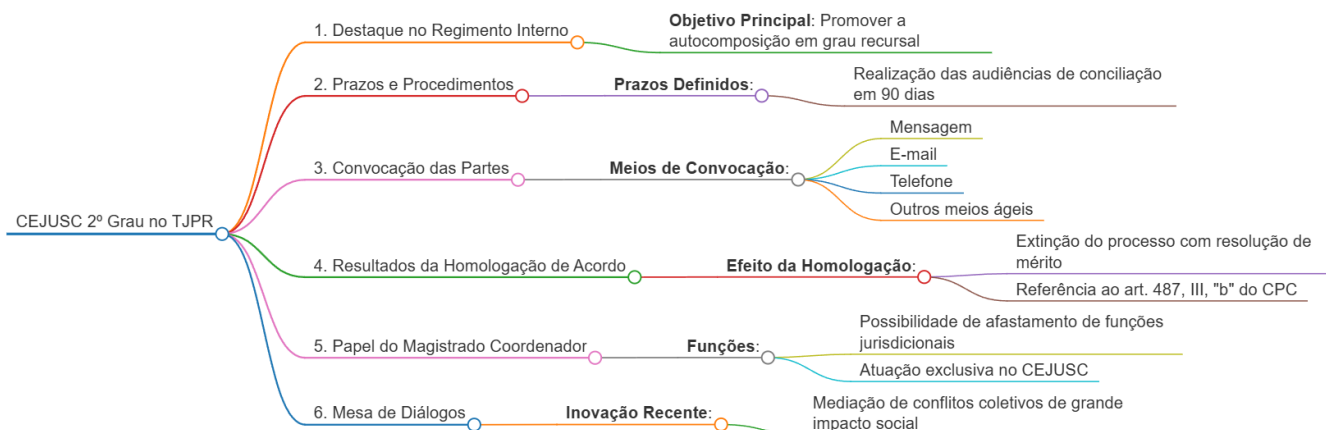 CEJUSC 2º Grau no TJPR
1. Destaque no Regimento Interno
Objetivo Principal: Promover a
autocomposição em grau recursal
2. Prazos e Procedimentos
Prazos Definidos:
Realização das audiências de conciliação
em 90 dias
3. Convocação das Partes
Meios de Convocação:
Mensagem
E-mail
Telefone
Outros meios ágeis
4. Resultados da Homologação de Acordo
Efeito da Homologação:
Extinção do processo com resolução de
mérito
Referência ao art. 487, III, "b" do CPC
5. Papel do Magistrado Coordenador
Funções:
Possibilidade de afastamento de funções
jurisdicionais
Atuação exclusiva no CEJUSC
6. Mesa de Diálogos
Inovação Recente:
Mediação de conflitos coletivos de grande
impacto social